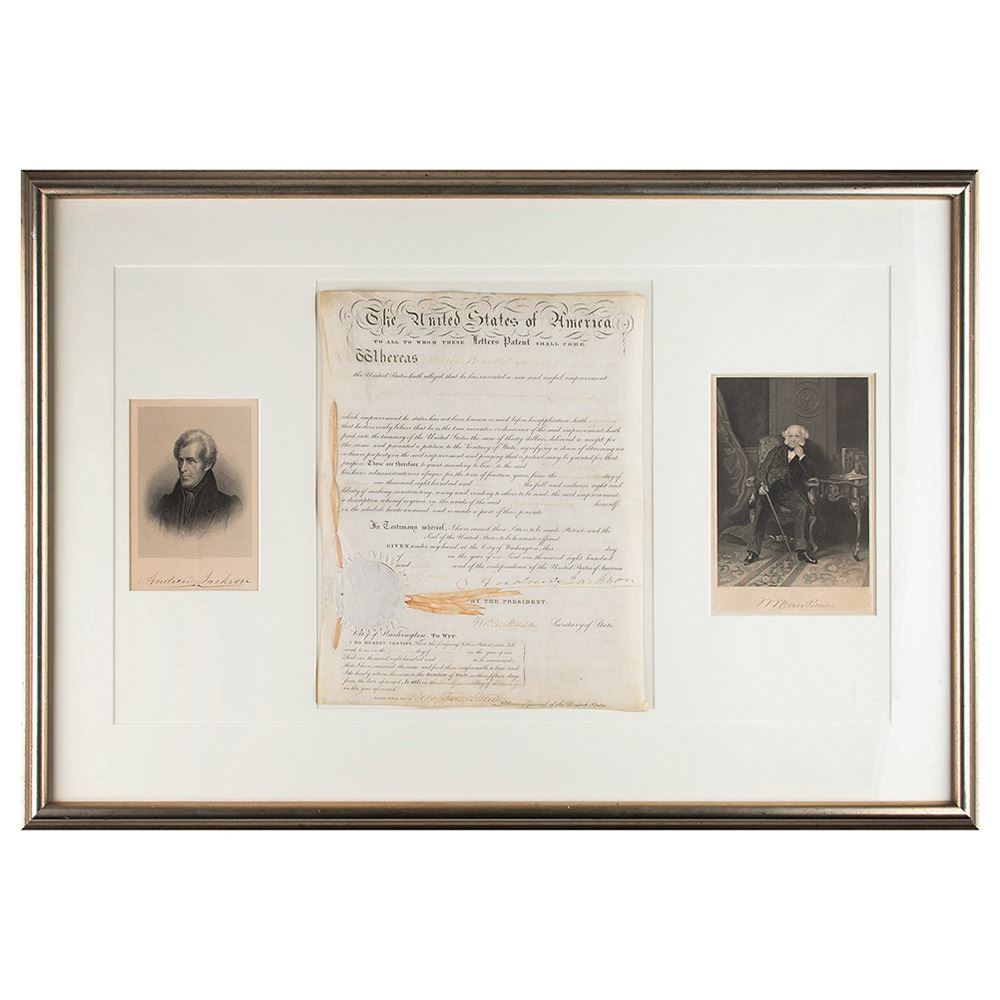 The United States of America
TO ALL TO WHOM THESE Letters Patent SHALL COME:
Whereas
the United States hath alleged that he has invented a new and useful improvement
which improvement he states has not been known or used before his application, hath
that he does verily believe that he is the true inventor or discoverer of the said improvement, hath
paid into the treasury of the United States the sum of thirty dollars, delivered a receipt for
the same, and presented a petition to the Secretary of State, signifying a desire of obtaining an
exclusive property in the said improvement and praying that a patent may be granted for that
purpose. These are therefore to grant, according to law, to the said
his heirs, administrators or assigns, for the term of fourteen years, from the day of
one thousand eight hundred and the full and exclusive right and
liberty of making, constructing, using and vending to others to be used, the said improvement;
a description whereof is given in the words of the said himself,
in the schedule hereto annexed, and is made a part of these presents.
In Testimony whereof, I have caused these Letters to be made Patent, and the
Seal of the United States to be hereunto affixed.
GIVEN under my hand, at the City of Washington, this day
of in the year of our Lord one thousand eight hundred
and and of the independence of the United States of America
Andrew Jackson
BY THE PRESIDENT.
Secretary of State.
City of Washington, TO WIT:
I DO HEREBY CERTIFY, That the foregoing Letters Patent were deli-
vered to me on the day of in the year of our
Lord one thousand eight hundred and to be examined;
that I have examined the same and find them conformable to law; and
I do hereby return the same to the Secretary of State, within fifteen days
from the date aforesaid, to wit: on this day of
in the year aforesaid.
Attorney General of the United States
Andrew Jackson
M Van Buren